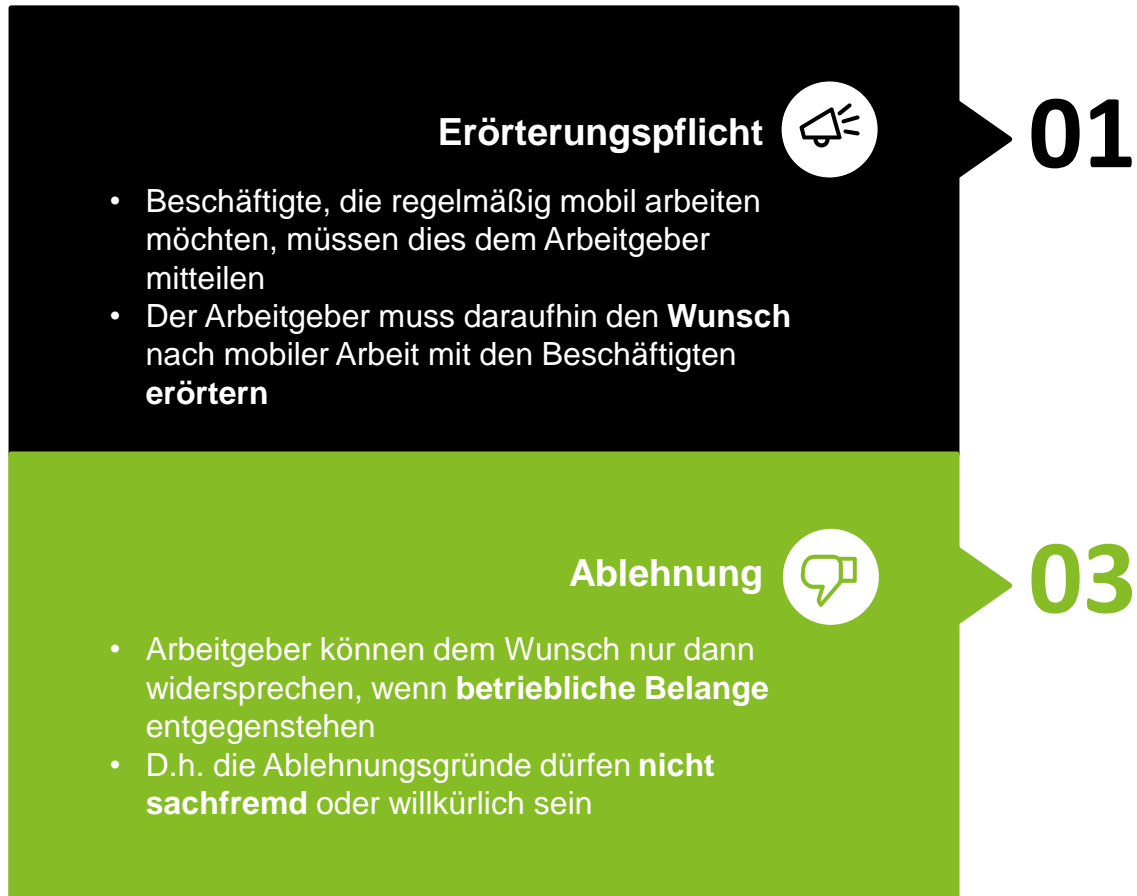 Erörterungspflicht
01
• Beschäftigte, die regelmäßig mobil arbeiten
möchten, müssen dies dem Arbeitgeber
mitteilen
• Der Arbeitgeber muss daraufhin den Wunsch
nach mobiler Arbeit mit den Beschäftigten
erörtern
Ablehnung
03
• Arbeitgeber können dem Wunsch nur dann
widersprechen, wenn betriebliche Belange
entgegenstehen
• D.h. die Ablehnungsgründe dürfen nicht
sachfremd oder willkürlich sein